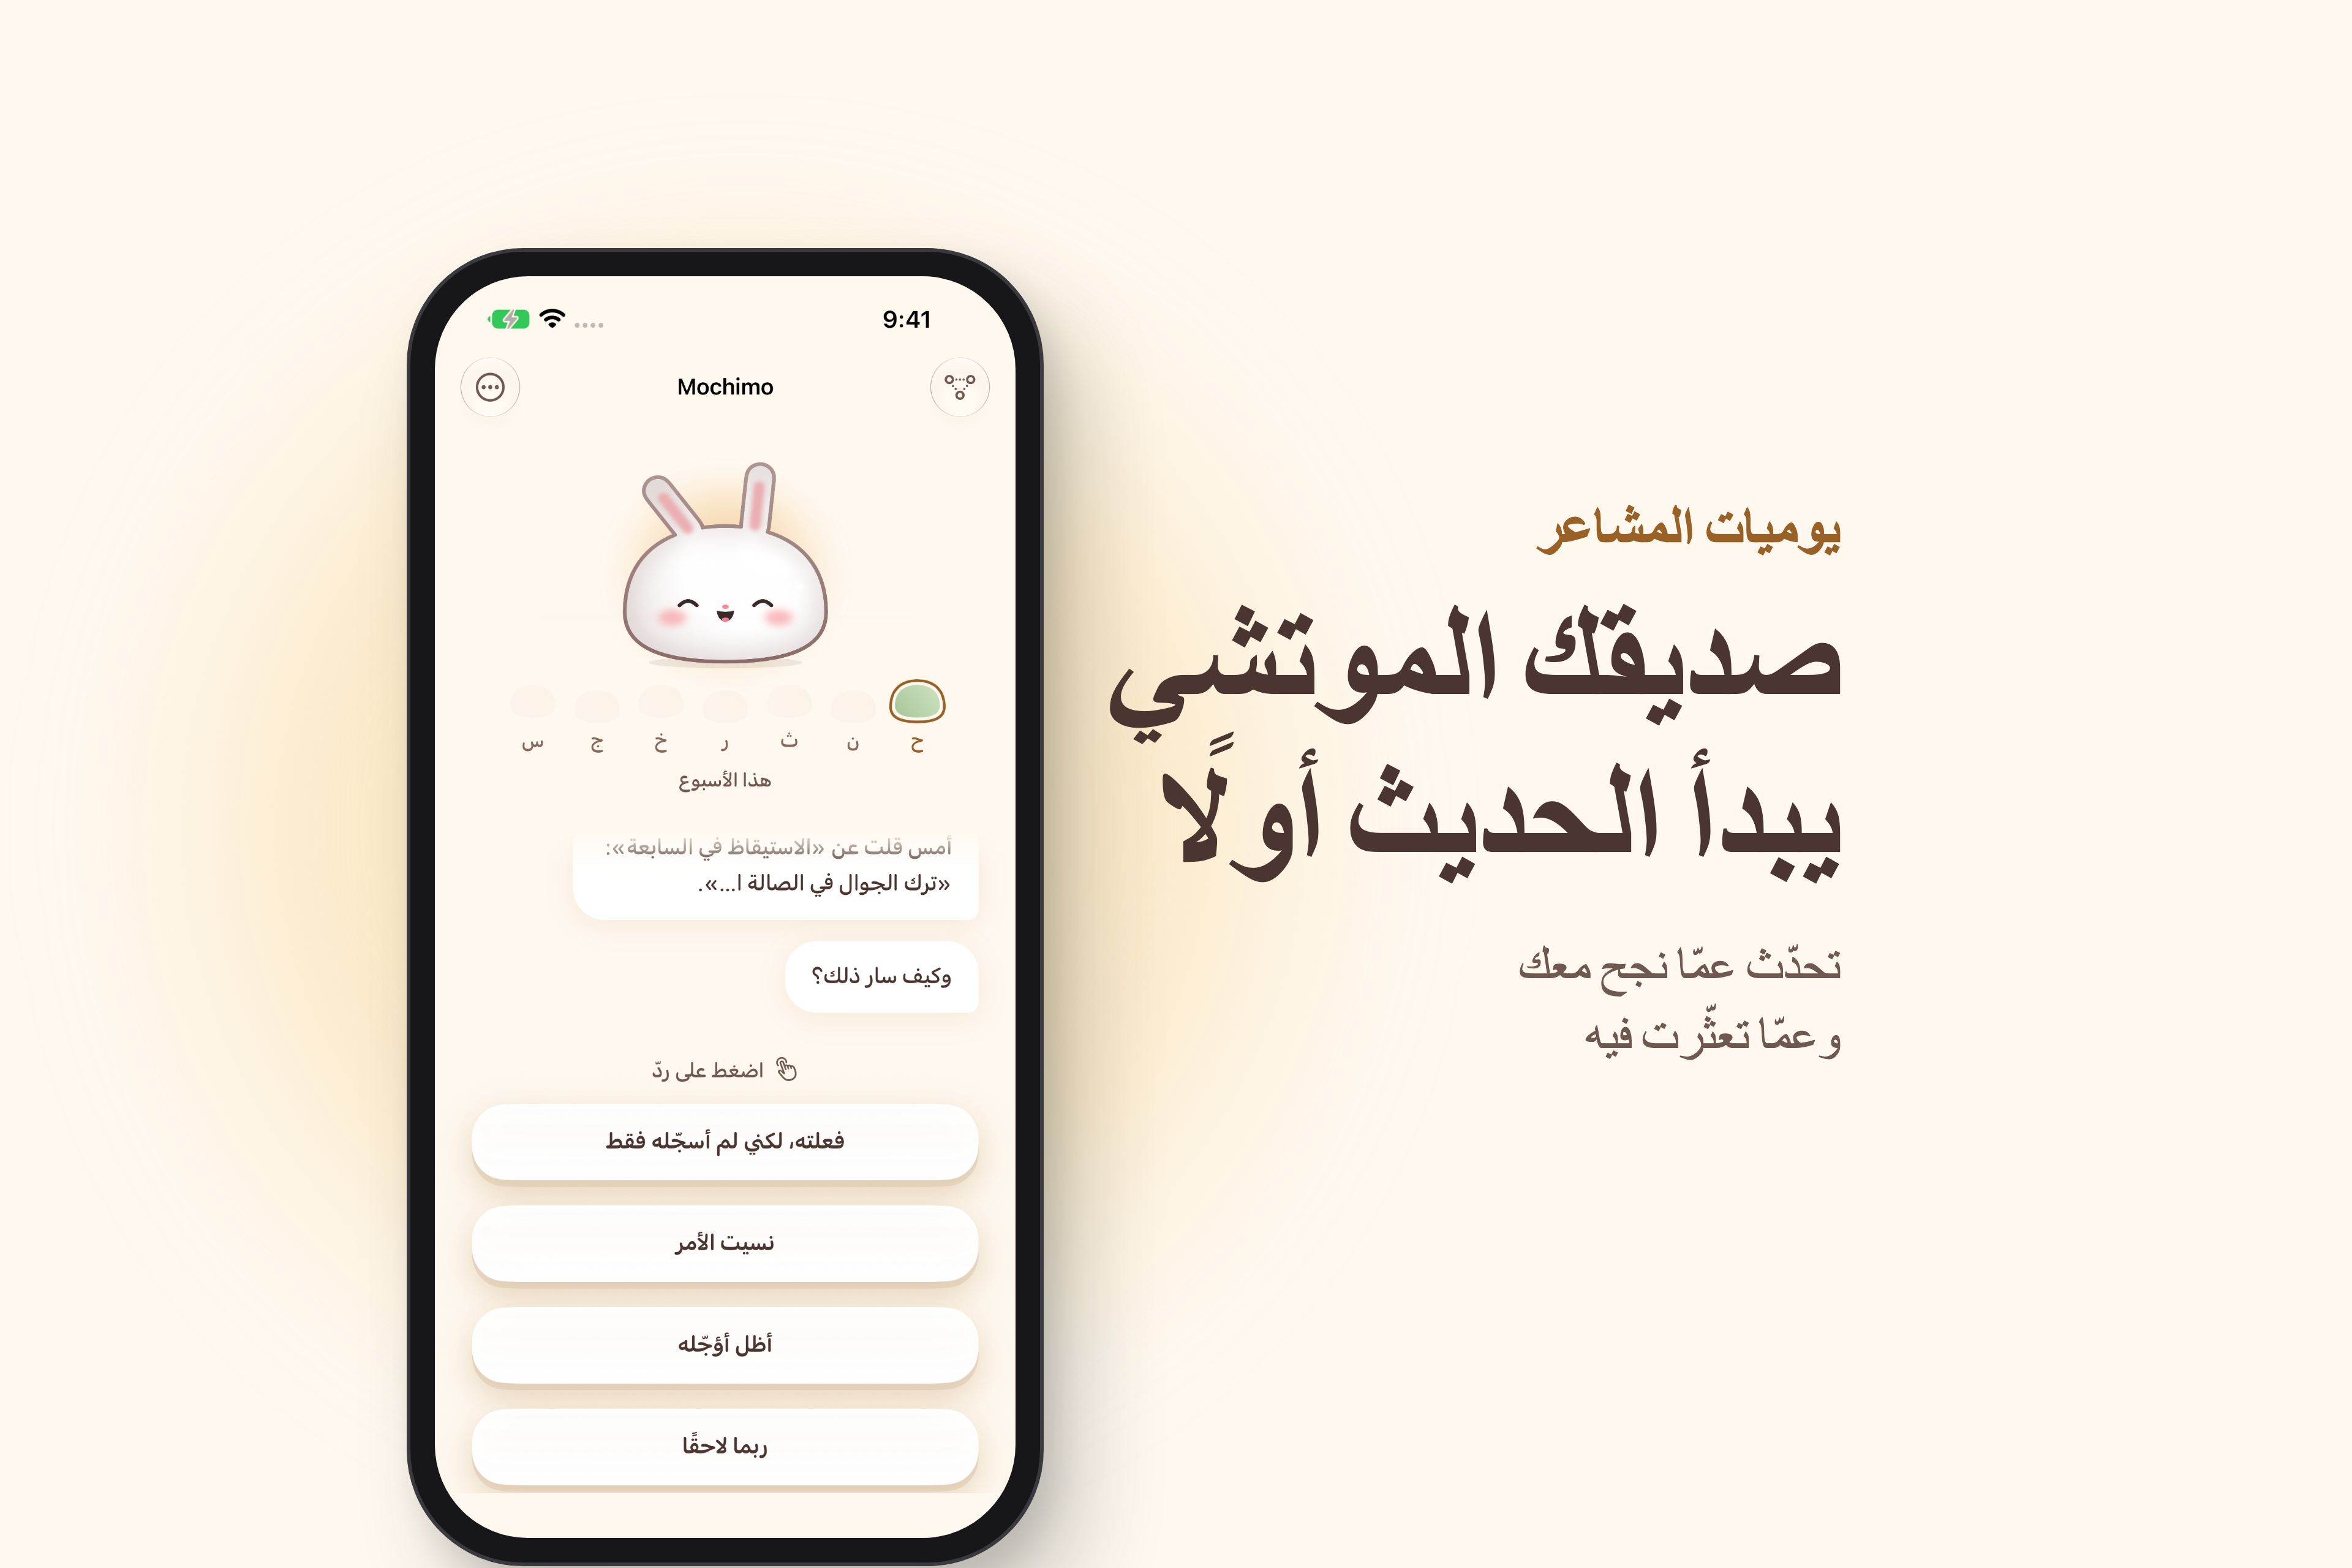 يوميات المشاعر
صديقك الموتشي
يبدأ الحديث أولًا
تحدّث عمّا نجح معك
وعمّا تعثّرت فيه
9:41
Mochimo
ح ن ث ر خ ج س
هذا الأسبوع
أمس قلت عن «الاستيقاظ في السابعة»:
«ترك الجوال في الصالة ا...».
وكيف سار ذلك؟
اضغط على ردّ
فعلته، لكني لم أسجّله فقط
نسيت الأمر
أظل أؤجّله
ربما لاحقًا